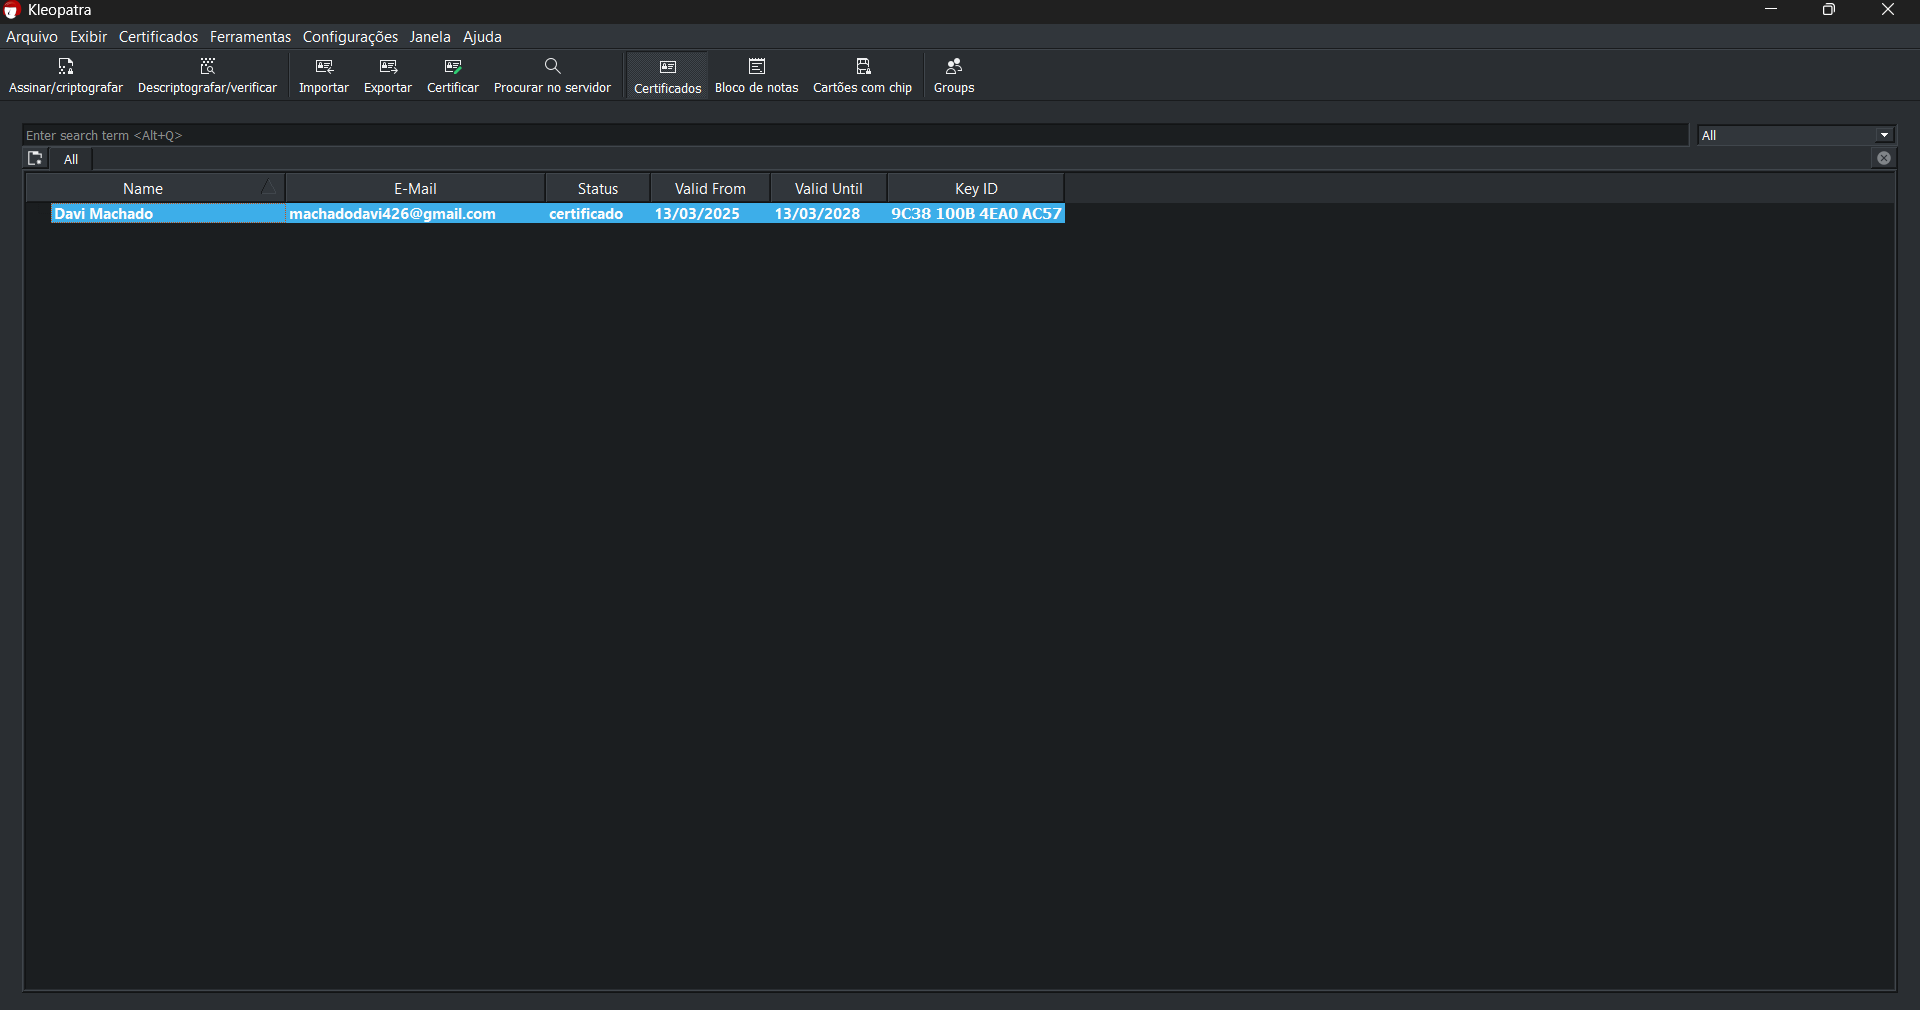 Kleopatra
Arquivo Exibir Certificados Ferramentas Configurações Janela Ajuda
Assinar/criptografar Descriptografar/verificar Importar Exportar Certificar Procurar no servidor Certificados Bloco de notas Cartões com chip Groups
Enter search term <Alt+Q> All
All
Name E-Mail Status Valid From Valid Until Key ID
Davi Machado machadodavi426@gmail.com certificado 13/03/2025 13/03/2028 9C38 100B 4EA0 AC57